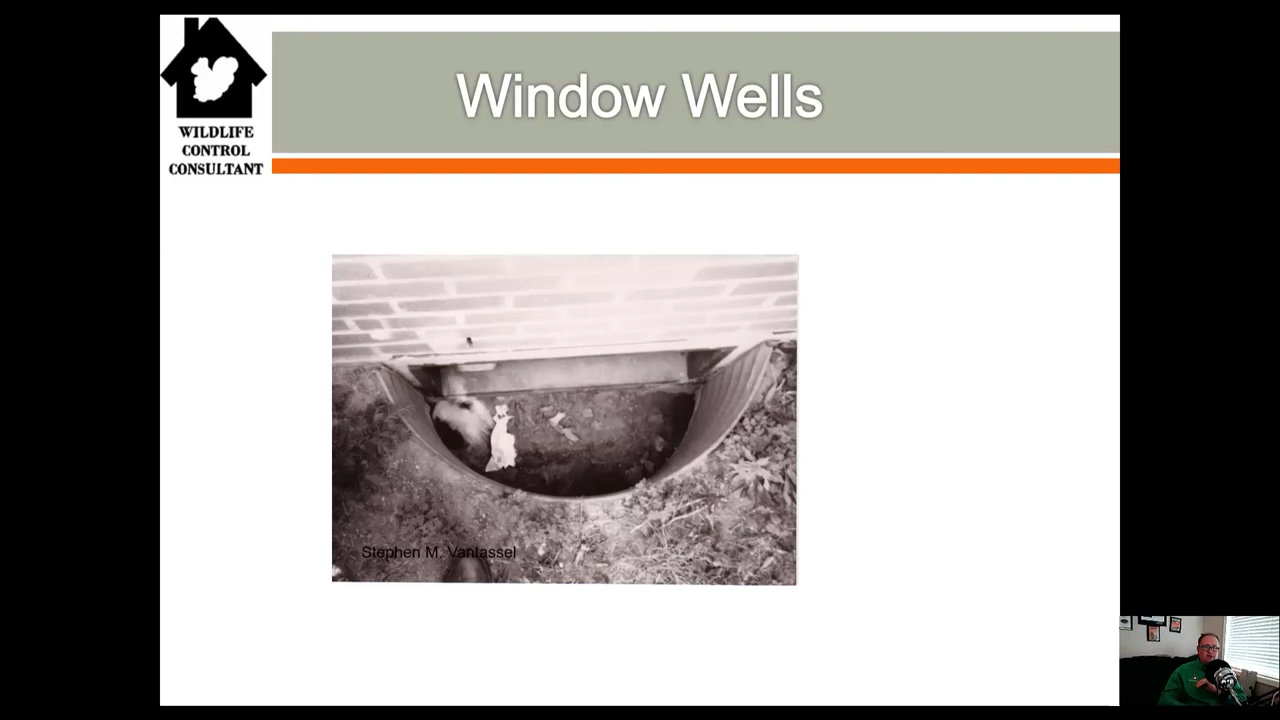 Window Wells
WILDLIFE
CONTROL
CONSULTANT
Stephen M. Vantassel